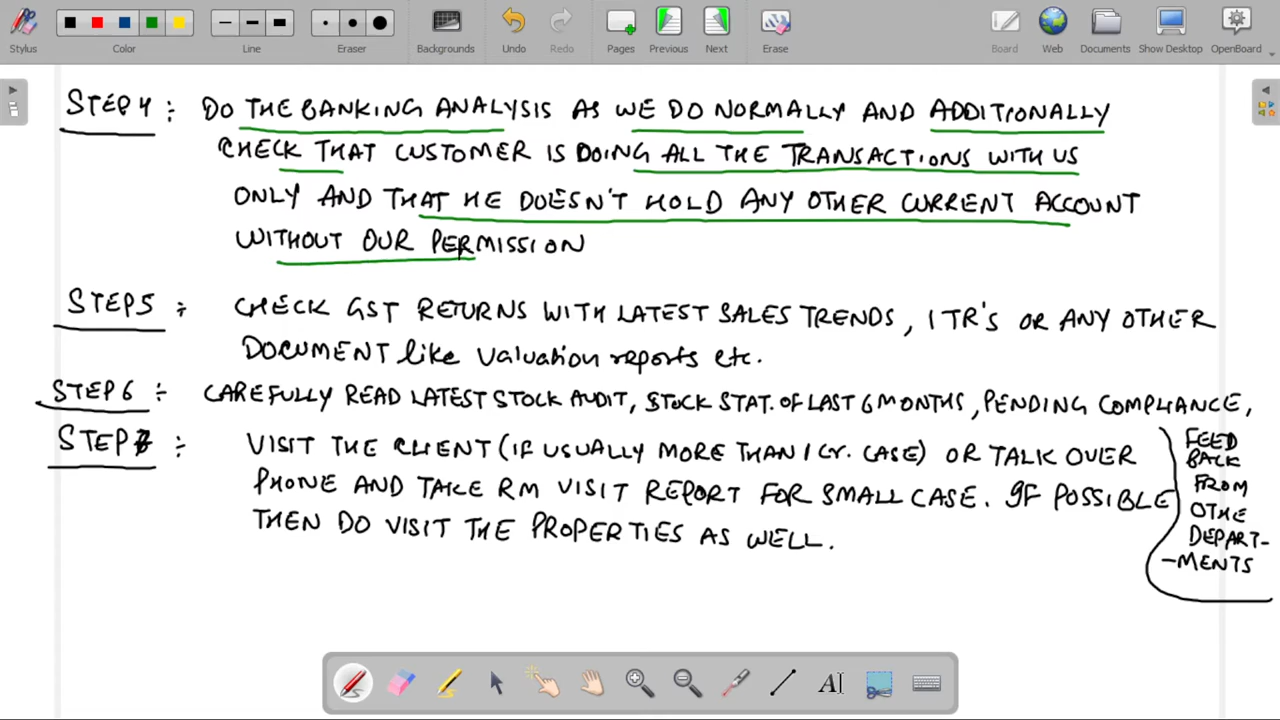 Stylus
Color
Line
Eraser
Backgrounds
Undo
Redo
Pages
Previous
Next
Erase
Board
Web
Documents
Show Desktop
OpenBoard
STEP 4 : DO THE BANKING ANALYSIS AS WE DO NORMALLY AND ADDITIONALLY
CHECK THAT CUSTOMER IS DOING ALL THE TRANSACTIONS WITH US
ONLY AND THAT HE DOESN'T HOLD ANY OTHER CURRENT ACCOUNT
WITHOUT OUR PERMISSION
STEP 5 ÷ CHECK GST RETURNS WITH LATEST SALES TRENDS, ITR'S OR ANY OTHER
DOCUMENT like valuation reports etc.
STEP 6 ÷ CAREFULLY READ LATEST STOCK AUDIT, STOCK STAT. OF LAST 6 MONTHS, PENDING COMPLIANCE,
FEED
BACK
FROM
OTHE
DEPART-
-MENTS
STEP 7 ÷ VISIT THE CLIENT (IF USUALLY MORE THAN 1 Cr. CASE) OR TALK OVER
PHONE AND TAKE RM VISIT REPORT FOR SMALL CASE. IF POSSIBLE
THEN DO VISIT THE PROPERTIES AS WELL.